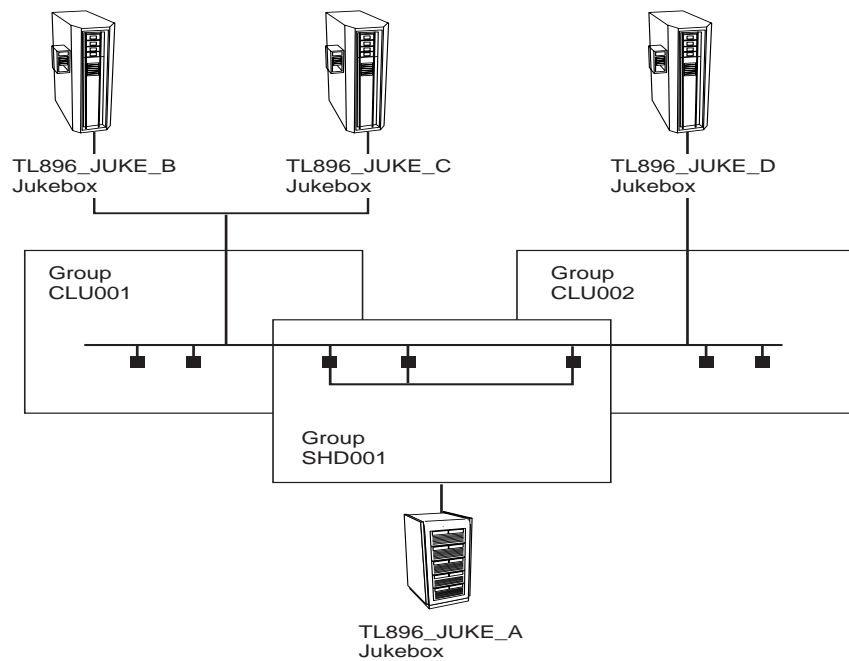 TL896_JUKE_B
Jukebox
TL896_JUKE_C
Jukebox
TL896_JUKE_D
Jukebox
Group
CLU001
Group
CLU002
Group
SHD001
TL896_JUKE_A
Jukebox